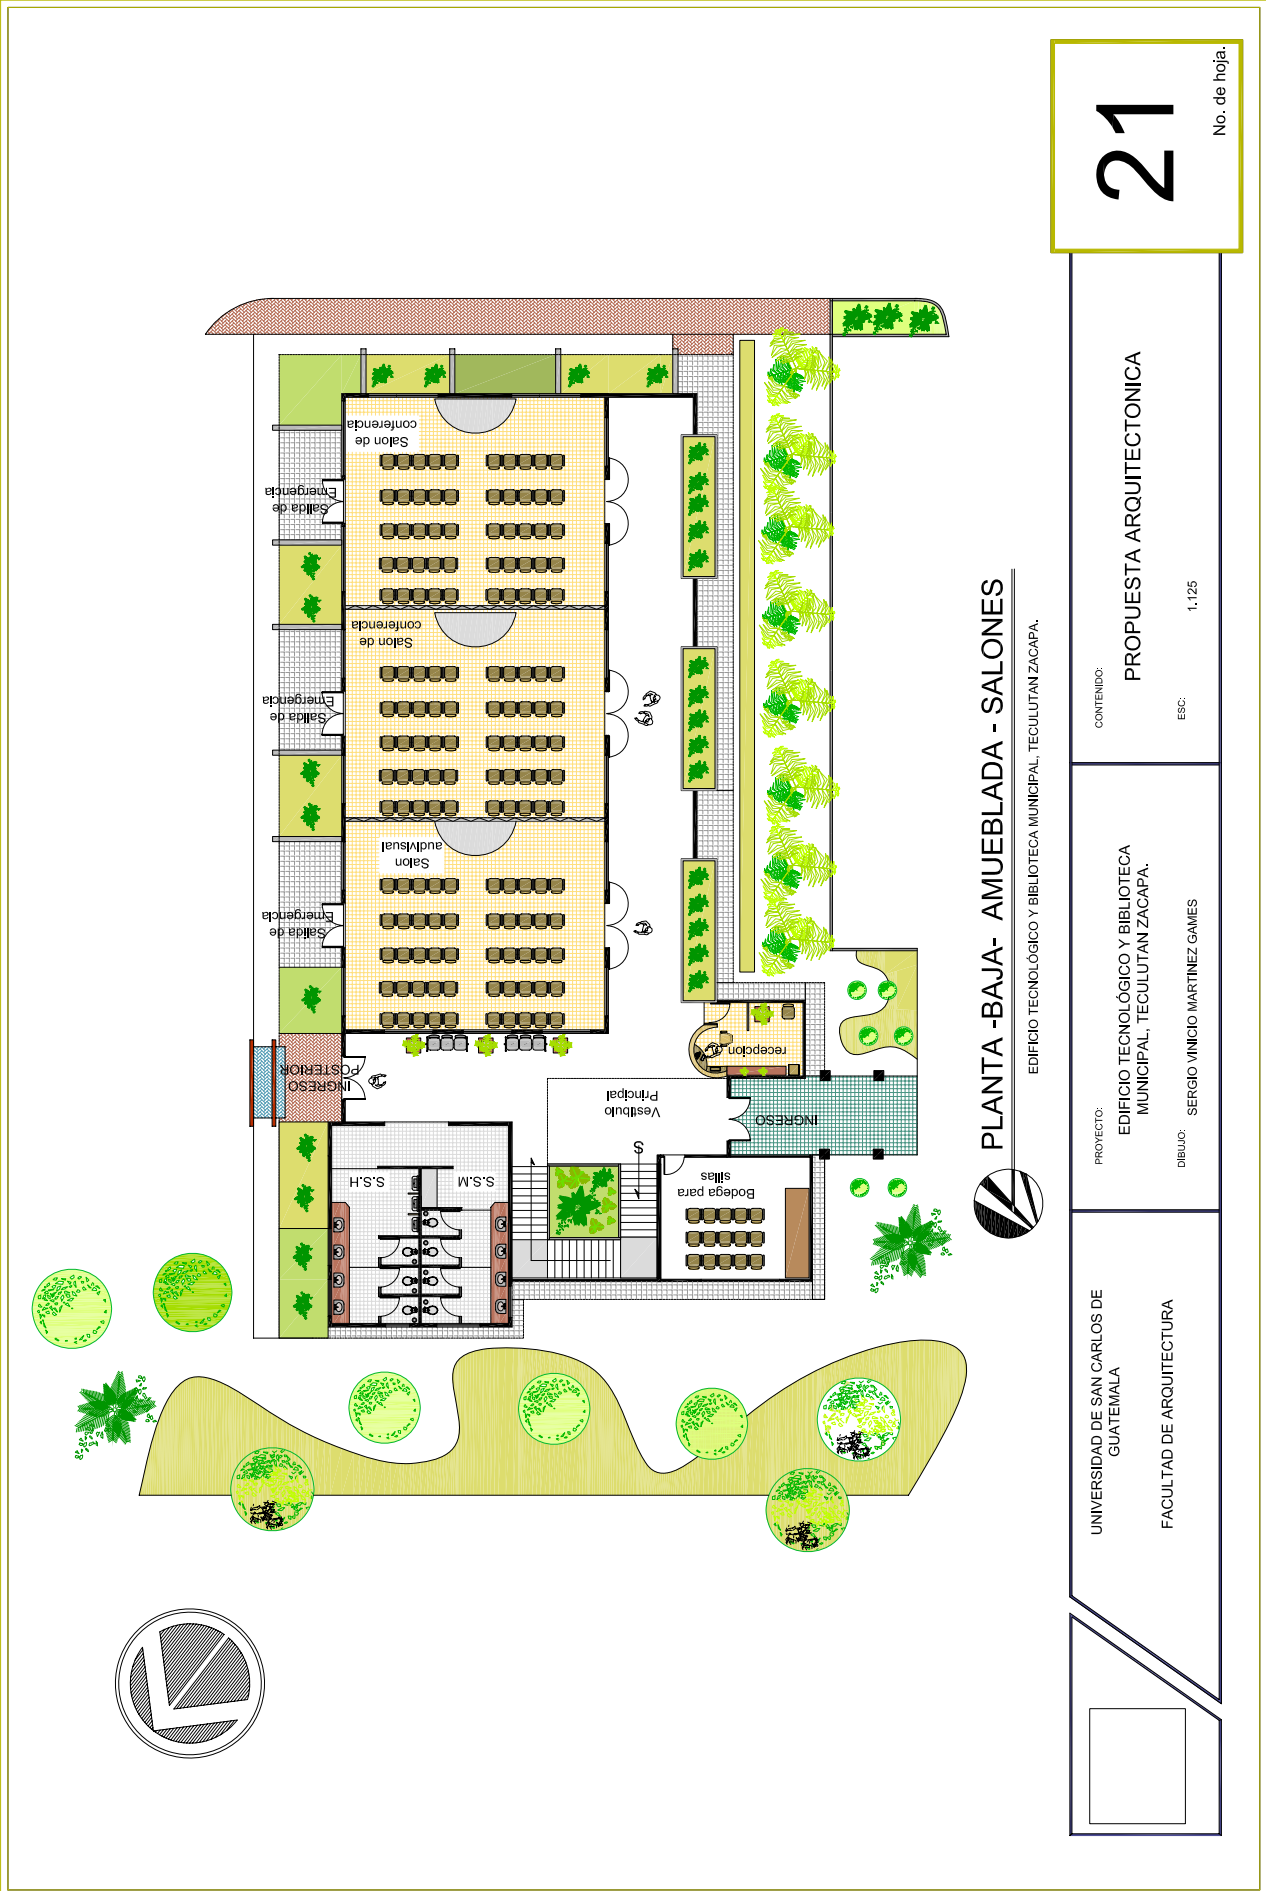 21
No. de hoja.
CONTENIDO:
PROPUESTA ARQUITECTONICA
ESC:
1.125
PROYECTO:
EDIFICIO TECNOLÓGICO Y BIBLIOTECA
MUNICIPAL, TECULUTAN ZACAPA.
DIBUJO:
SERGIO VINICIO MARTINEZ GAMES
UNIVERSIDAD DE SAN CARLOS DE
GUATEMALA
FACULTAD DE ARQUITECTURA
PLANTA -BAJA- AMUEBLADA - SALONES
EDIFICIO TECNOLÓGICO Y BIBLIOTECA MUNICIPAL, TECULUTAN ZACAPA.
Salon de
conferencia
Salida de
Emergencia
Salon de
conferencia
Salida de
Emergencia
Salon
audivisual
Salida de
Emergencia
INGRESO
POSTERIOR
recepcion
Vestibulo
Principal
INGRESO
S
S.S.H
S.S.M
Bodega para
sillas